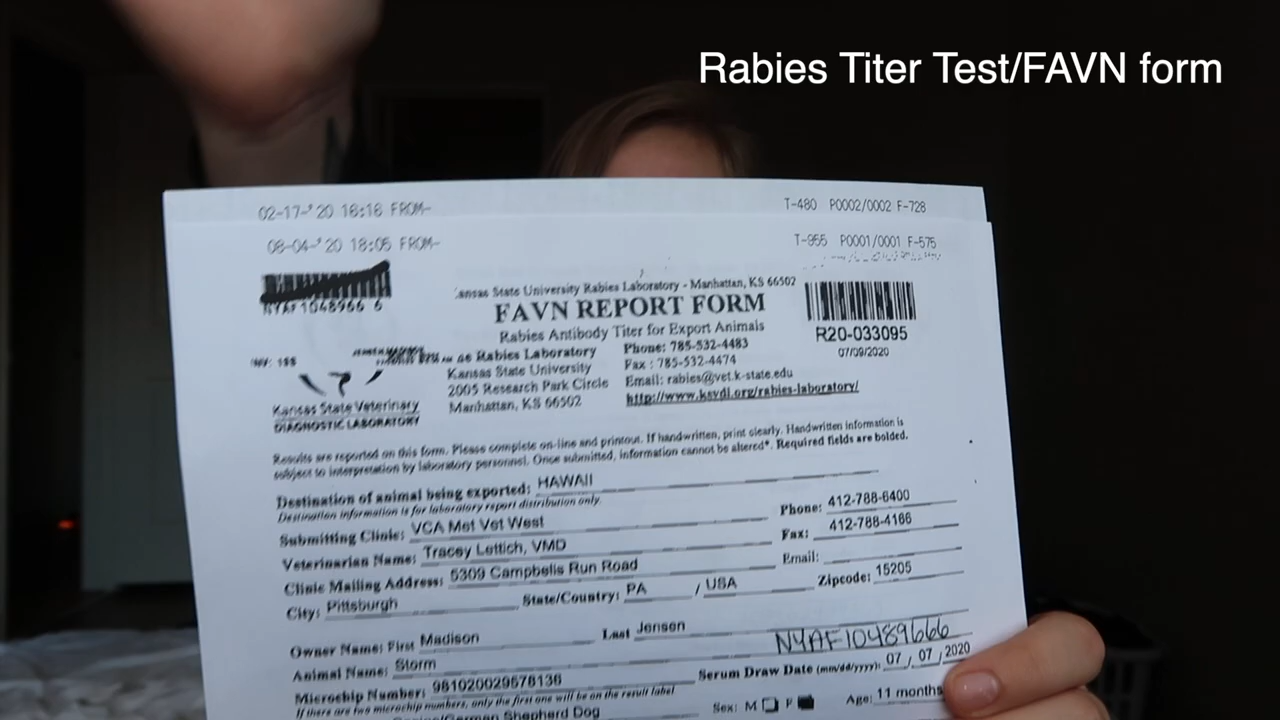 Rabies Titer Test/FAVN form
02-17-'20 18:18 FROM-
T-480 P0002/0002 F-728
08-04-'20 18:05 FROM-
T-955 P0001/0001 F-575
Kansas State University Rabies Laboratory - Manhattan, KS 66502
FAVN REPORT FORM
Rabies Antibody Titer for Export Animals
R20-033095
07/09/2020
Rabies Laboratory
Kansas State University
2005 Research Park Circle
Manhattan, KS 66502
Phone: 785-532-4483
Fax : 785-532-4474
Email: rabies@vet.k-state.edu
http://www.ksvdl.org/rabies-laboratory/
Kansas State Veterinary
DIAGNOSTIC LABORATORY
Results are reported on this form. Please complete on-line and printout. If handwritten, print clearly. Handwritten information is
subject to interpretation by laboratory personnel. Once submitted, information cannot be altered*. Required fields are bolded.
Destination of animal being exported: HAWAII
Destination information is for laboratory report distribution only.
Submitting Clinic: VCA Met Vet West
Phone: 412-788-6400
Veterinarian Name: Tracey Lettich, VMD
Fax: 412-788-4166
Clinic Mailing Address: 5309 Campbells Run Road
Email:
City: Pittsburgh State/Country: PA / USA Zipcode: 15205
Owner Name: First Madison Last Jensen
NYAF10489666
Animal Name: Storm
Serum Draw Date (mm/dd/yyyy): 07 / 07 / 2020
Microchip Number: 981020029578136
If there are two microchip numbers, only the first one will be on the result label
Sex: M F Age: 11 months
German Shepherd Dog